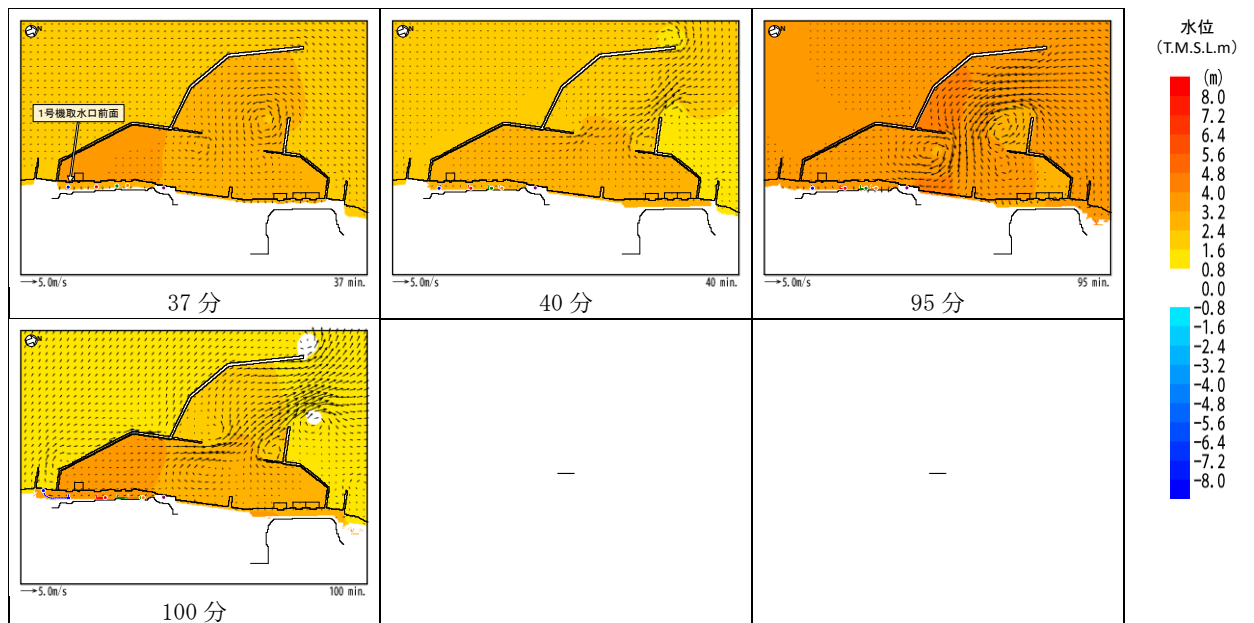 N
1号機取水口前面
→5.0m/s
37 min.
37 分
N
→5.0m/s
40 min.
40 分
N
→5.0m/s
95 min.
95 分
N
→5.0m/s
100 min.
100 分
―
―
水位
(T.M.S.L.m)
(m)
8.0
7.2
6.4
5.6
4.8
4.0
3.2
2.4
1.6
0.8
0.0
-0.8
-1.6
-2.4
-3.2
-4.0
-4.8
-5.6
-6.4
-7.2
-8.0